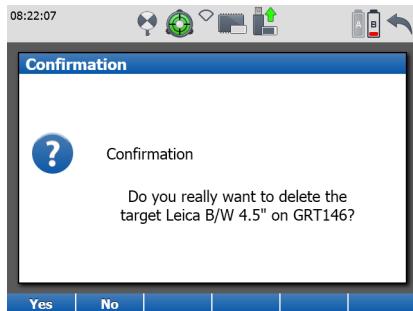 08:22:07
A
B
Confirmation
Confirmation
Do you really want to delete the
target Leica B/W 4.5" on GRT146?
Yes
No